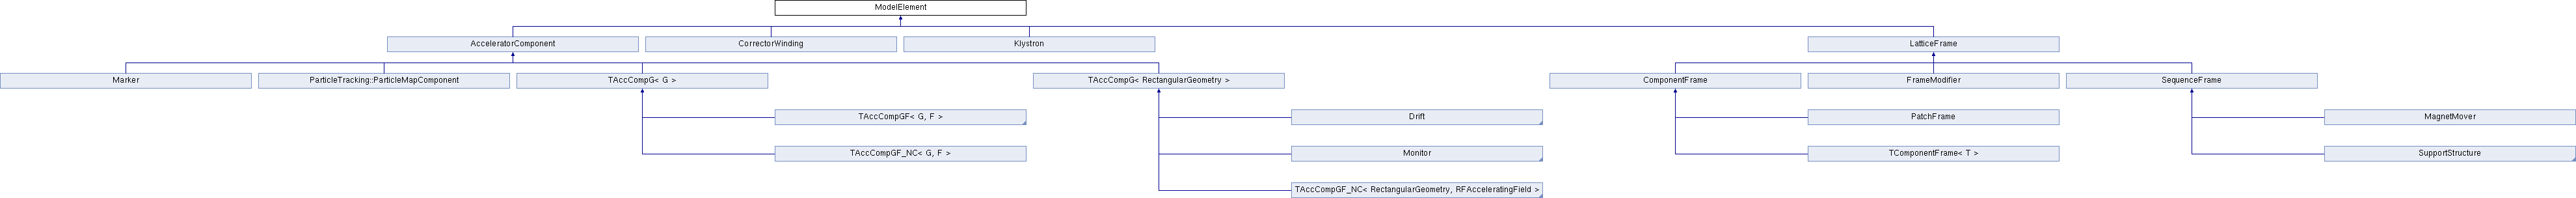 ModelElement
AcceleratorComponent
CorrectorWinding
Klystron
LatticeFrame
Marker
ParticleTracking::ParticleMapComponent
TAccCompG< G >
TAccCompG< RectangularGeometry >
ComponentFrame
FrameModifier
SequenceFrame
TAccCompGF< G, F >
Drift
PatchFrame
MagnetMover
TAccCompGF_NC< G, F >
Monitor
TComponentFrame< T >
SupportStructure
TAccCompGF_NC< RectangularGeometry, RFAcceleratingField >